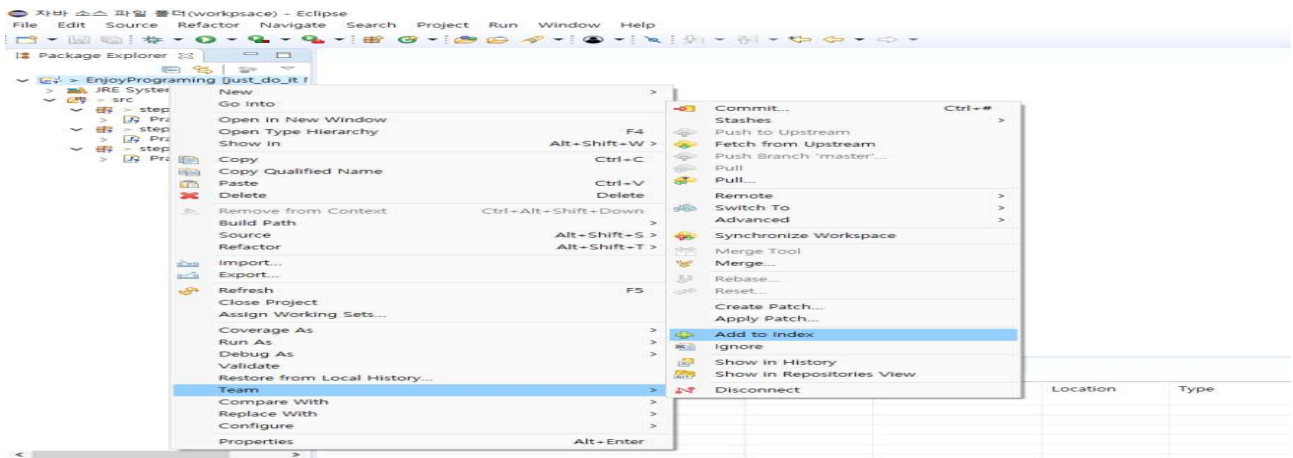 자바 소스 파일 폴더(workpsace) - Eclipse
File Edit Source Refactor Navigate Search Project Run Window Help
Package Explorer
> EnjoyPrograming [just_do_it
JRE Syster
> src
> step
Pra
> step
Pra
> step
Pra
New
Go Into
Open in New Window
Open Type Hierarchy F4
Show In Alt+Shift+W >
Copy Ctrl+C
Copy Qualified Name
Paste Ctrl+V
Delete Delete
Remove from Context Ctrl+Alt+Shift+Down
Build Path
Source Alt+Shift+S >
Refactor Alt+Shift+T >
Import...
Export...
Refresh F5
Close Project
Assign Working Sets...
Coverage As
Run As
Debug As
Validate
Restore from Local History...
Team
Compare With
Replace With
Configure
Properties Alt+Enter
Commit... Ctrl+#
Stashes
Push to Upstream
Fetch from Upstream
Push Branch 'master'...
Pull
Pull...
Remote
Switch To
Advanced
Synchronize Workspace
Merge Tool
Merge...
Rebase...
Reset...
Create Patch...
Apply Patch...
Add to Index
Ignore
Show in History
Show in Repositories View
Disconnect
Location Type